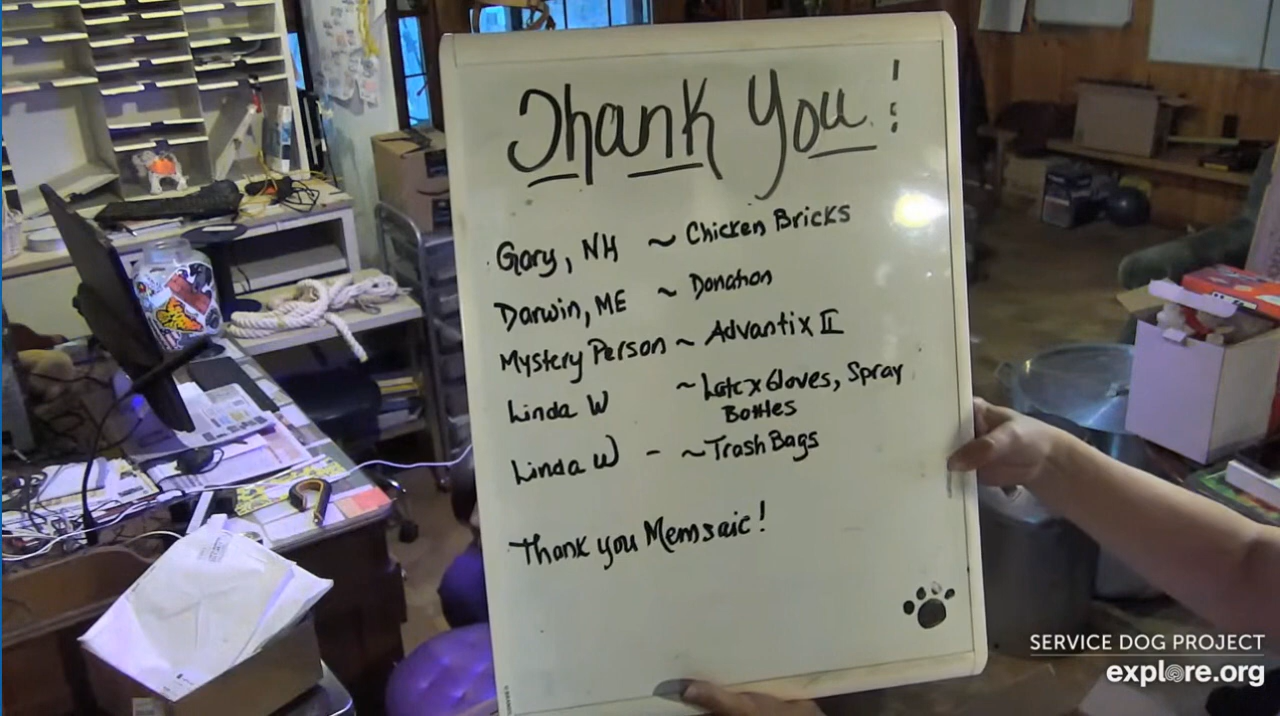 Thank You!
Gary, NH ~ Chicken Bricks
Darwin, ME ~ Donation
Mystery Person ~ Advantix II
Linda W ~ Latex Gloves, Spray
Bottles
Linda W - ~ Trash Bags
Thank you Memsaic!
SERVICE DOG PROJECT
explore.org